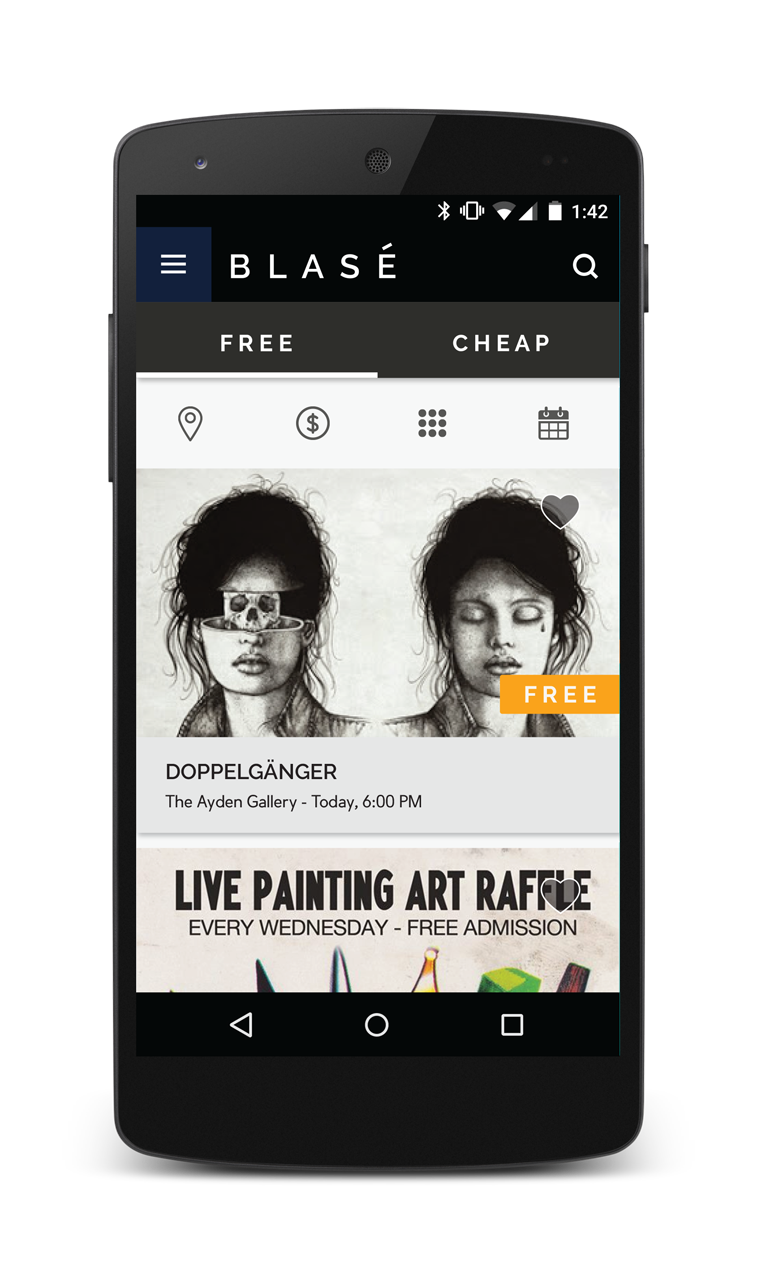 1:42
BLASÉ
FREE
CHEAP
$
FREE
DOPPELGÄNGER
The Ayden Gallery - Today, 6:00 PM
LIVE PAINTING ART RAFFLE
EVERY WEDNESDAY - FREE ADMISSION